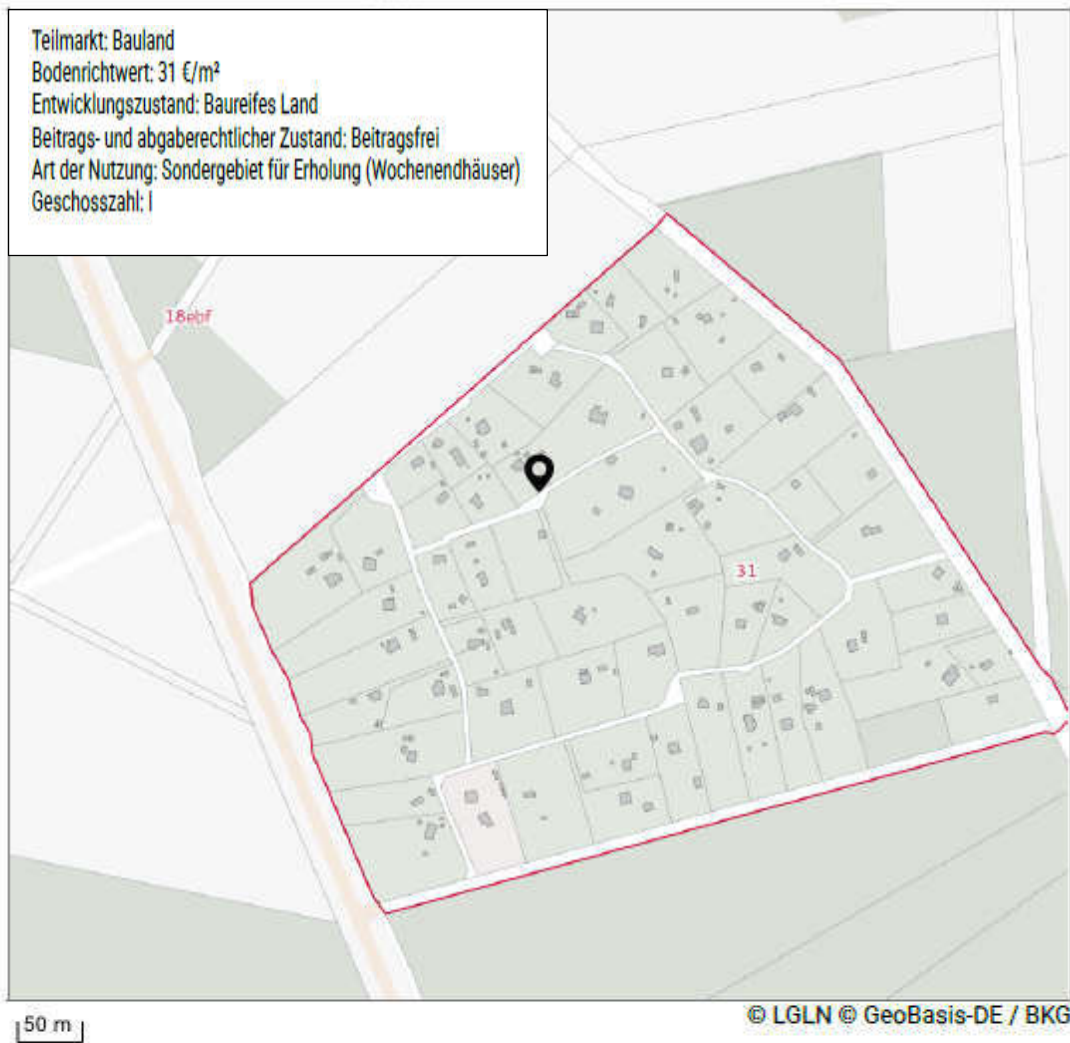 Teilmarkt: Bauland
Bodenrichtwert: 31 €/m²
Entwicklungszustand: Baureifes Land
Beitrags- und abgaberechtlicher Zustand: Beitragsfrei
Art der Nutzung: Sondergebiet für Erholung (Wochenendhäuser)
Geschosszahl: I
18ebf
31
50 m
© LGLN © GeoBasis-DE / BKG